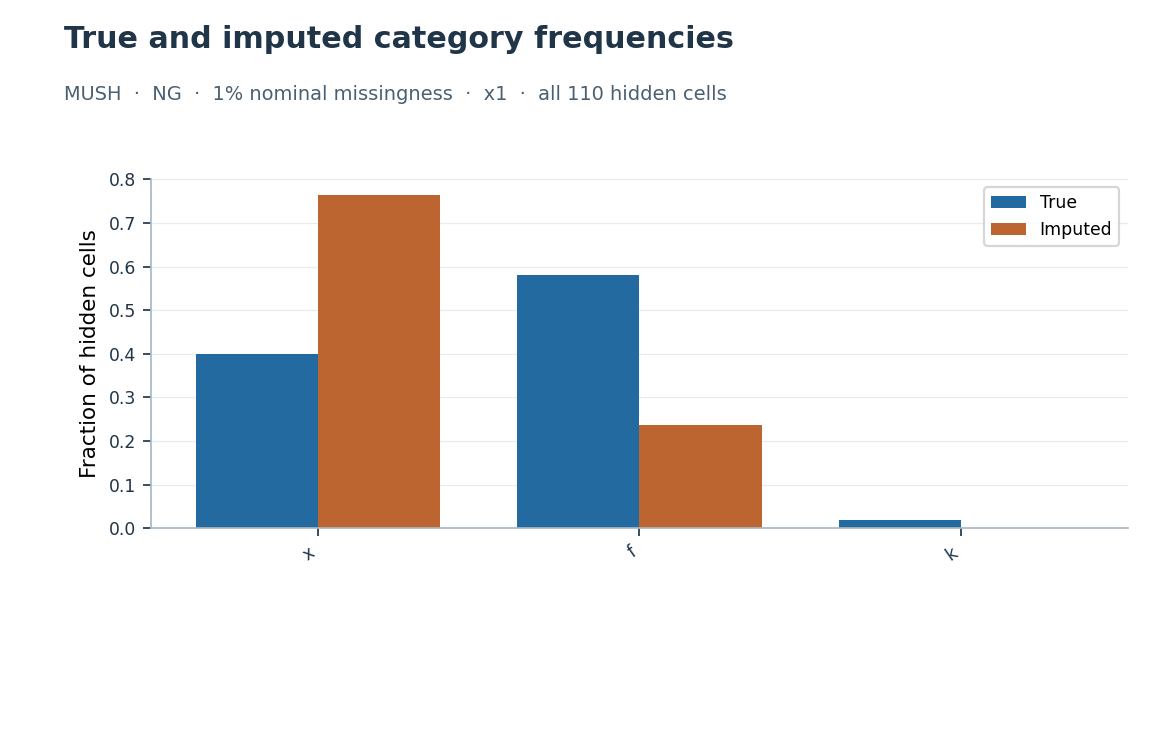 True and imputed category frequencies
MUSH · NG · 1% nominal missingness · x1 · all 110 hidden cells
Fraction of hidden cells
0.8
0.7
0.6
0.5
0.4
0.3
0.2
0.1
0.0
True
Imputed
x
f
k